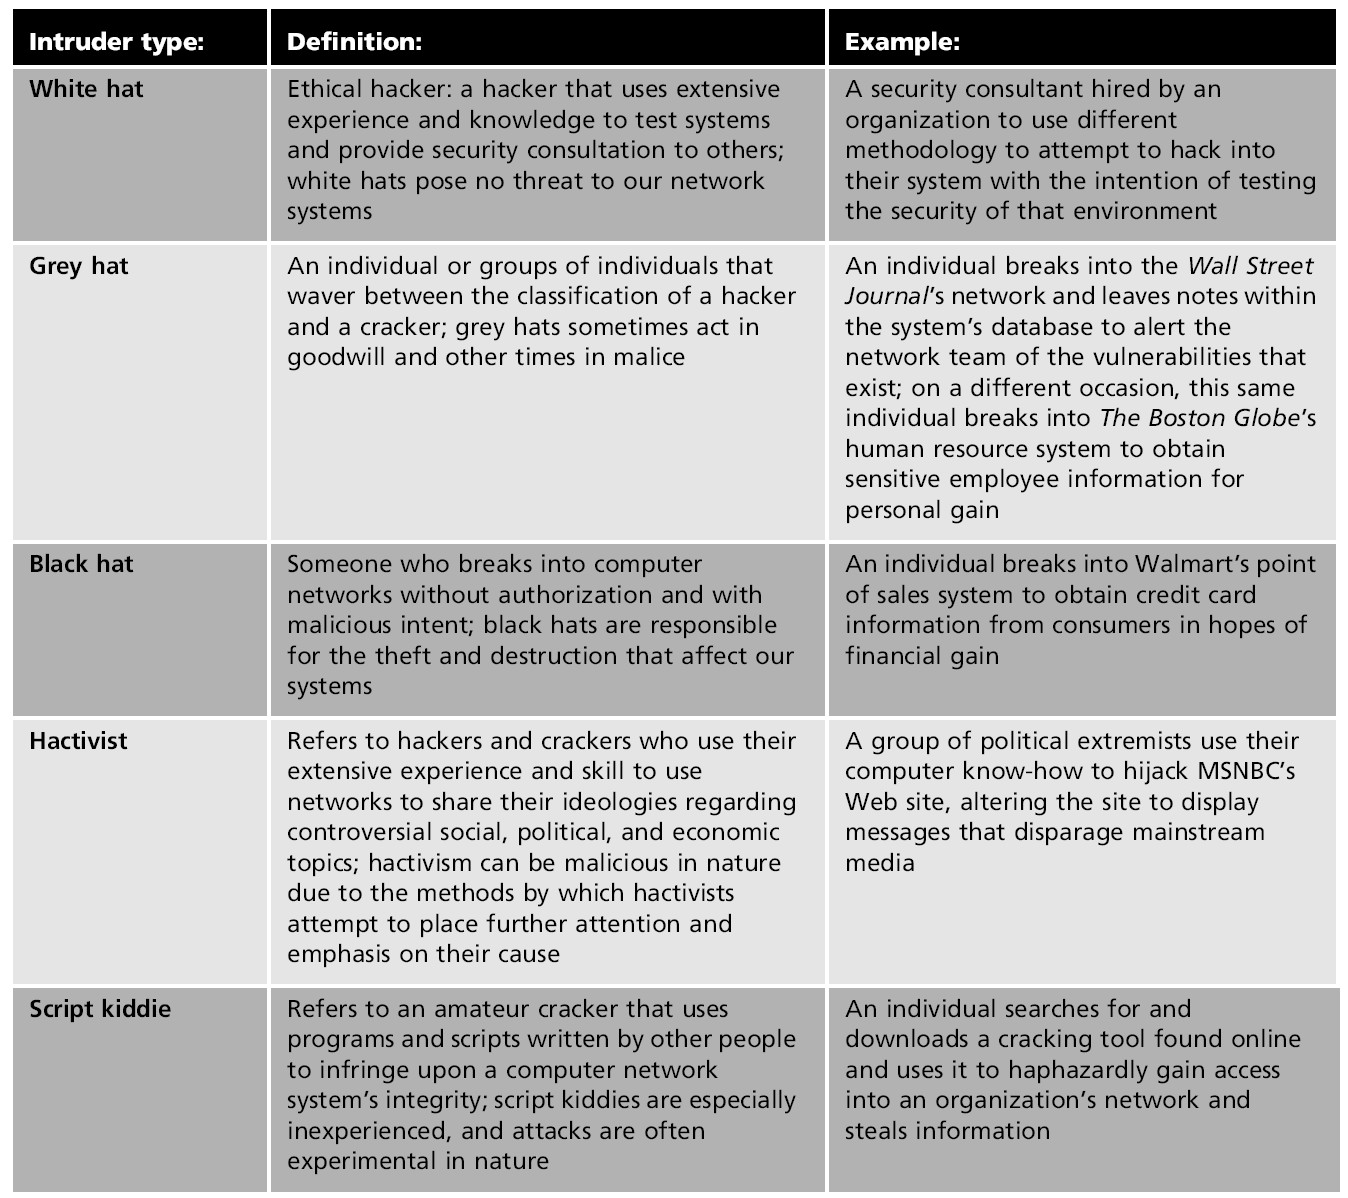 Intruder type:
Definition:
Example:
White hat
Ethical hacker: a hacker that uses extensive
experience and knowledge to test systems
and provide security consultation to others;
white hats pose no threat to our network
systems
A security consultant hired by an
organization to use different
methodology to attempt to hack into
their system with the intention of testing
the security of that environment
Grey hat
An individual or groups of individuals that
waver between the classification of a hacker
and a cracker; grey hats sometimes act in
goodwill and other times in malice
An individual breaks into the Wall Street
Journal’s network and leaves notes within
the system’s database to alert the
network team of the vulnerabilities that
exist; on a different occasion, this same
individual breaks into The Boston Globe’s
human resource system to obtain
sensitive employee information for
personal gain
Black hat
Someone who breaks into computer
networks without authorization and with
malicious intent; black hats are responsible
for the theft and destruction that affect our
systems
An individual breaks into Walmart’s point
of sales system to obtain credit card
information from consumers in hopes of
financial gain
Hactivist
Refers to hackers and crackers who use their
extensive experience and skill to use
networks to share their ideologies regarding
controversial social, political, and economic
topics; hactivism can be malicious in nature
due to the methods by which hactivists
attempt to place further attention and
emphasis on their cause
A group of political extremists use their
computer know-how to hijack MSNBC’s
Web site, altering the site to display
messages that disparage mainstream
media
Script kiddie
Refers to an amateur cracker that uses
programs and scripts written by other people
to infringe upon a computer network
system’s integrity; script kiddies are especially
inexperienced, and attacks are often
experimental in nature
An individual searches for and
downloads a cracking tool found online
and uses it to haphazardly gain access
into an organization’s network and
steals information